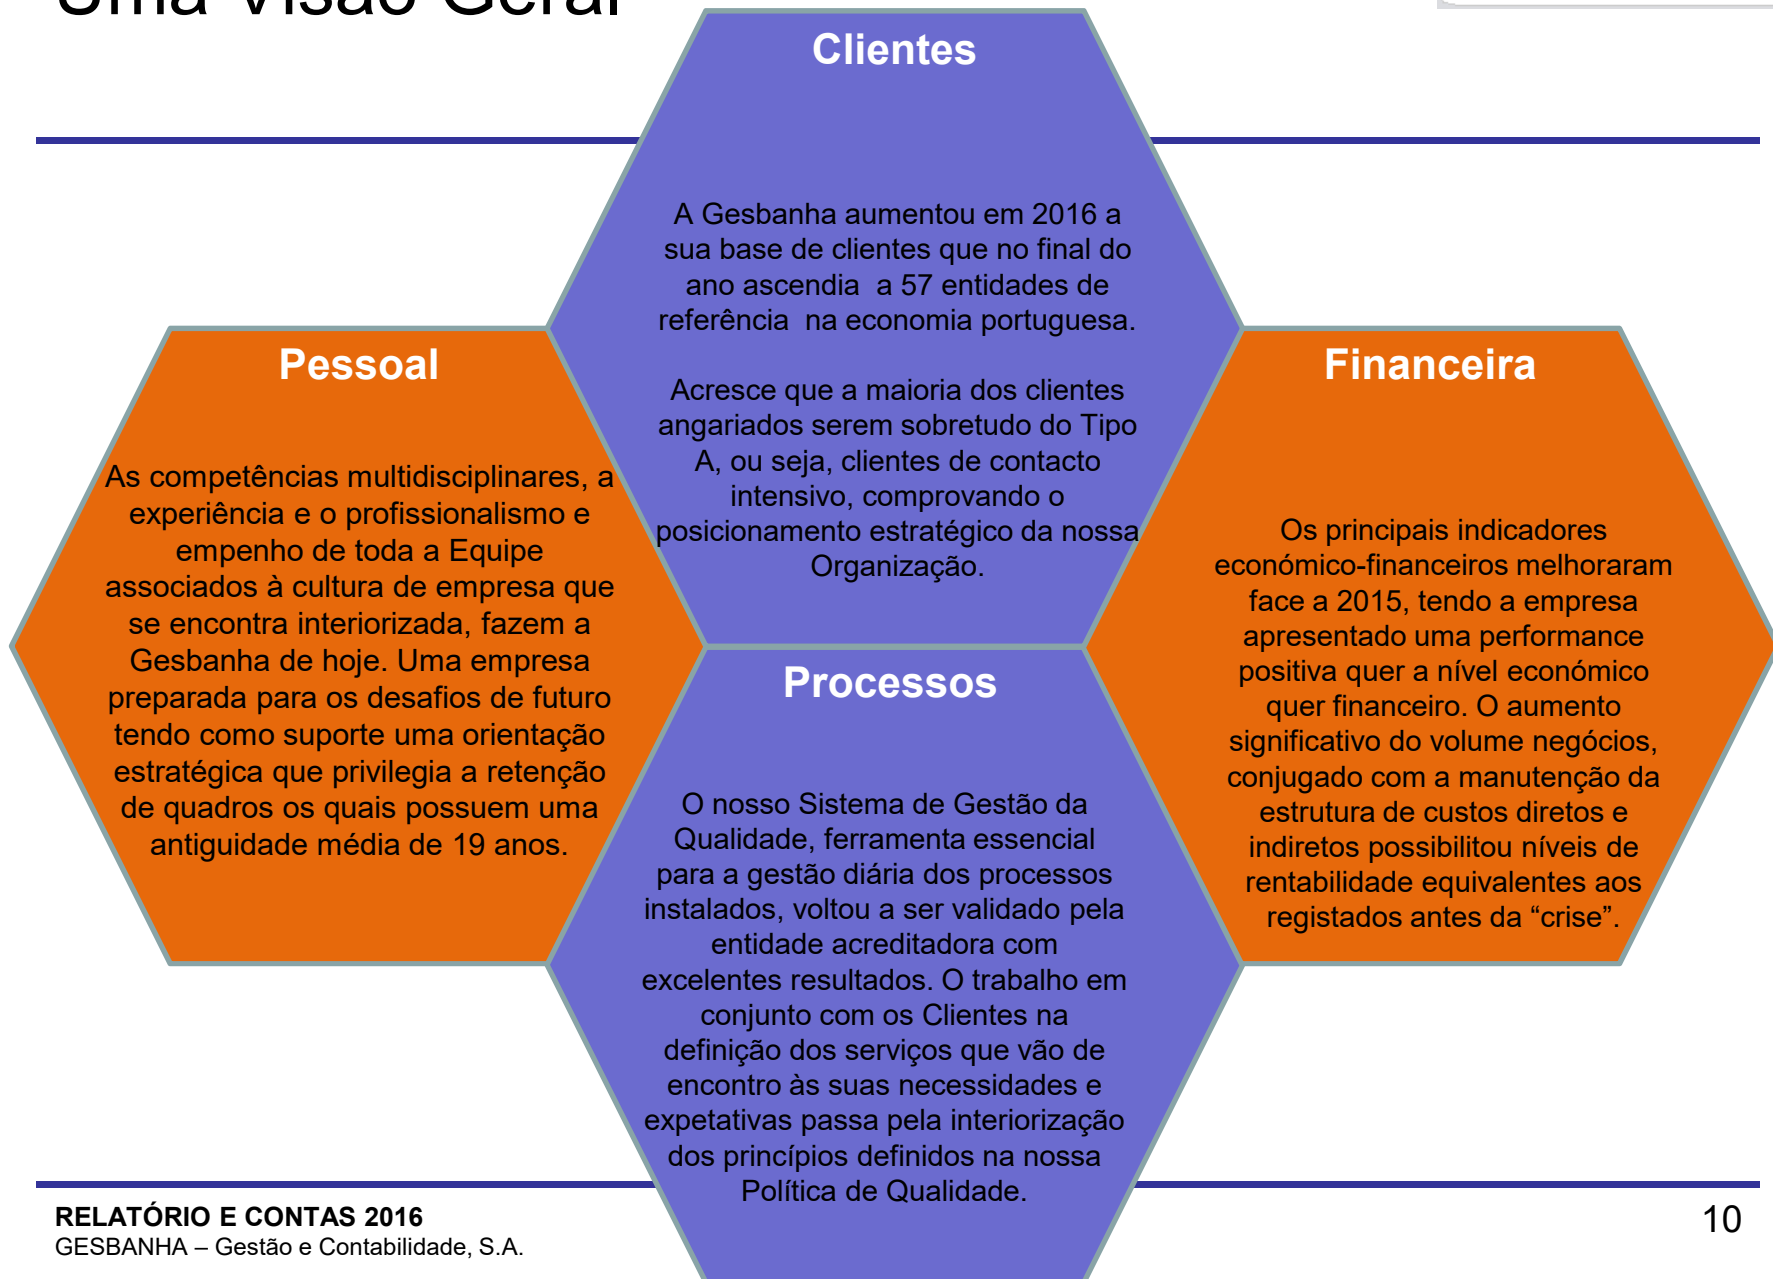 Uma Visão Geral
Clientes
A Gesbanha aumentou em 2016 a
sua base de clientes que no final do
ano ascendia  a 57 entidades de
referência  na economia portuguesa.
Acresce que a maioria dos clientes
angariados serem sobretudo do Tipo
A, ou seja, clientes de contacto
intensivo, comprovando o
posicionamento estratégico da nossa
Organização.
Pessoal
As competências multidisciplinares, a
experiência e o profissionalismo e
empenho de toda a Equipe
associados à cultura de empresa que
se encontra interiorizada, fazem a
Gesbanha de hoje. Uma empresa
preparada para os desafios de futuro
tendo como suporte uma orientação
estratégica que privilegia a retenção
de quadros os quais possuem uma
antiguidade média de 19 anos.
Financeira
Os principais indicadores
económico-financeiros melhoraram
face a 2015, tendo a empresa
apresentado uma performance
positiva quer a nível económico
quer financeiro. O aumento
significativo do volume negócios,
conjugado com a manutenção da
estrutura de custos diretos e
indiretos possibilitou níveis de
rentabilidade equivalentes aos
registados antes da “crise”.
Processos
O nosso Sistema de Gestão da
Qualidade, ferramenta essencial
para a gestão diária dos processos
instalados, voltou a ser validado pela
entidade acreditadora com
excelentes resultados. O trabalho em
conjunto com os Clientes na
definição dos serviços que vão de
encontro às suas necessidades e
expetativas passa pela interiorização
dos princípios definidos na nossa
Política de Qualidade.
RELATÓRIO E CONTAS 2016
GESBANHA – Gestão e Contabilidade, S.A.
10